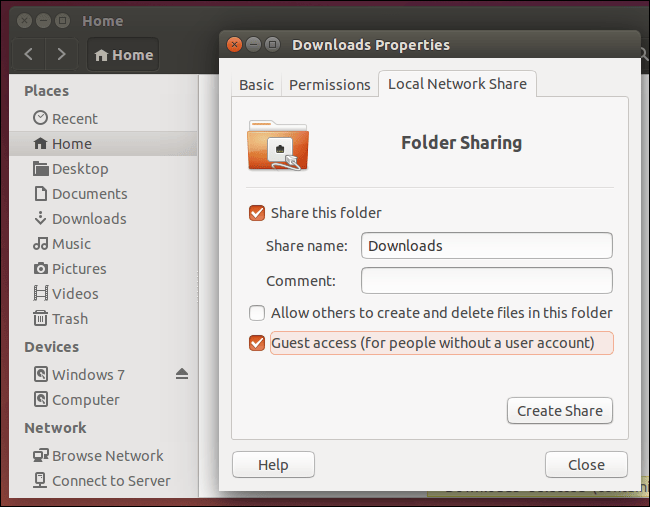 Home
Home
Places
Recent
Home
Desktop
Documents
Downloads
Music
Pictures
Videos
Trash
Devices
Windows 7
Computer
Network
Browse Network
Connect to Server
Downloads Properties
Basic Permissions Local Network Share
Folder Sharing
Share this folder
Share name: Downloads
Comment:
Allow others to create and delete files in this folder
Guest access (for people without a user account)
Create Share
Help Close